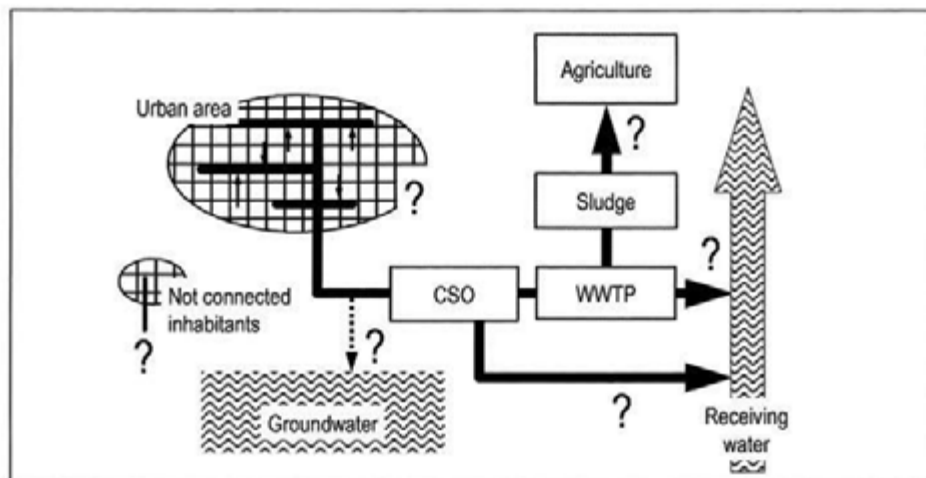 Agriculture
Urban area
?
?
Sludge
?
CSO
WWTP
Not connected
inhabitants
?
?
Groundwater
?
Receiving
water